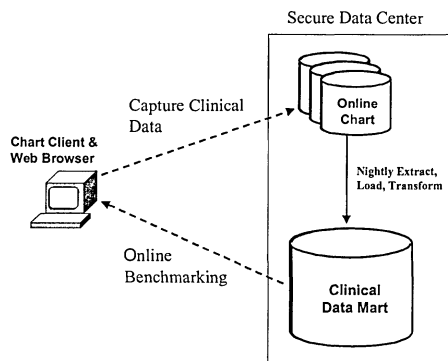 Secure Data Center
Online
Chart
Capture Clinical
Data
Chart Client &
Web Browser
Nightly Extract,
Load, Transform
Online
Benchmarking
Clinical
Data Mart